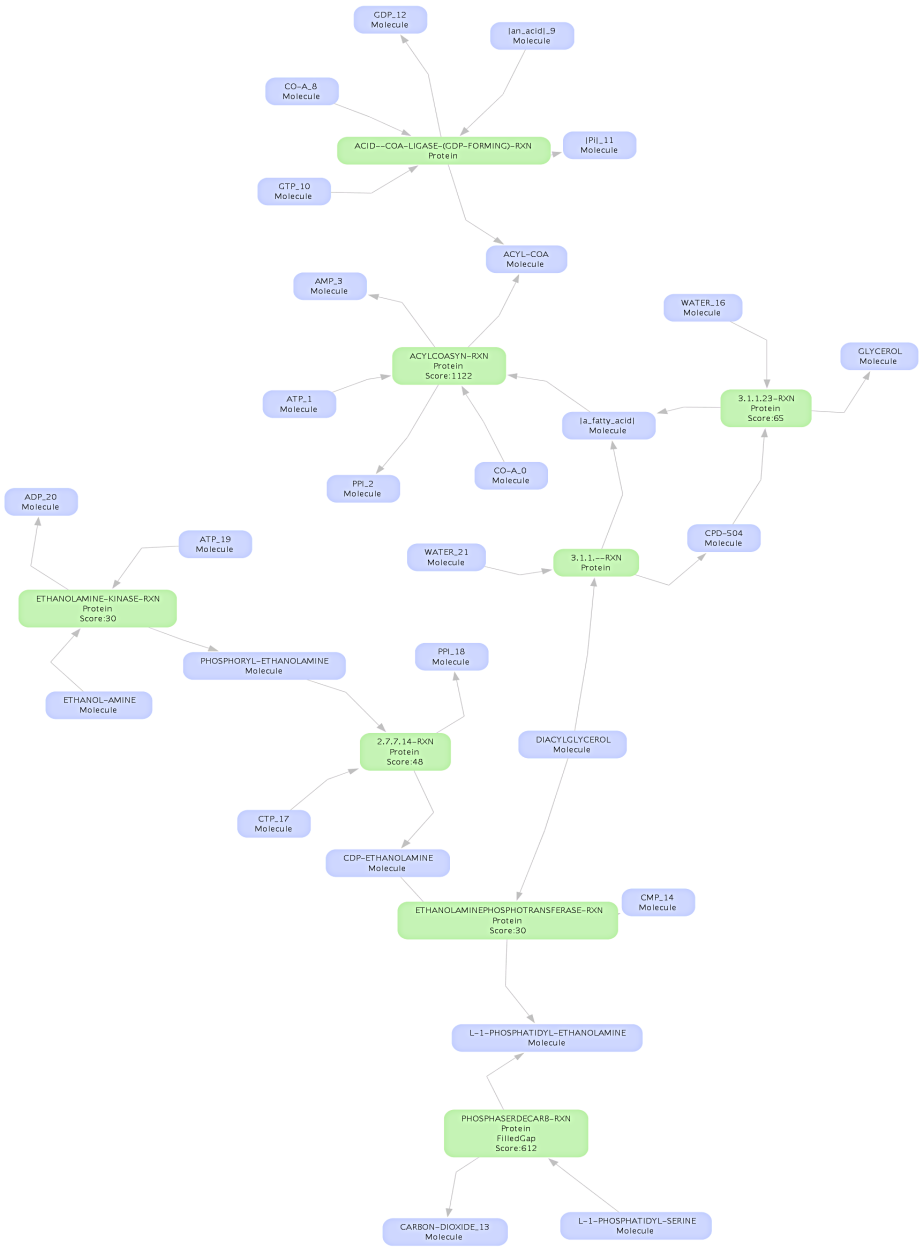 GDP_12
Molecule
|an_acid|_9
Molecule
CO-A_8
Molecule
ACID--COA-LIGASE-(GDP-FORMING)-RXN
Protein
|Pi|_11
Molecule
GTP_10
Molecule
ACYL-COA
Molecule
AMP_3
Molecule
WATER_16
Molecule
ACYLCOASYN-RXN
Protein
Score:1122
GLYCEROL
Molecule
ATP_1
Molecule
3.1.1.23-RXN
Protein
Score:65
|a_fatty_acid|
Molecule
PPI_2
Molecule
CO-A_0
Molecule
ADP_20
Molecule
ATP_19
Molecule
CPD-504
Molecule
WATER_21
Molecule
3.1.1.--RXN
Protein
ETHANOLAMINE-KINASE-RXN
Protein
Score:30
PHOSPHORYL-ETHANOLAMINE
Molecule
PPI_18
Molecule
ETHANOL-AMINE
Molecule
2.7.7.14-RXN
Protein
Score:48
DIACYLGLYCEROL
Molecule
CTP_17
Molecule
CDP-ETHANOLAMINE
Molecule
ETHANOLAMINEPHOSPHOTRANSFERASE-RXN
Protein
Score:30
CMP_14
Molecule
L-1-PHOSPHATIDYL-ETHANOLAMINE
Molecule
PHOSPHASERDECARB-RXN
Protein
FilledGap
Score:612
CARBON-DIOXIDE_13
Molecule
L-1-PHOSPHATIDYL-SERINE
Molecule